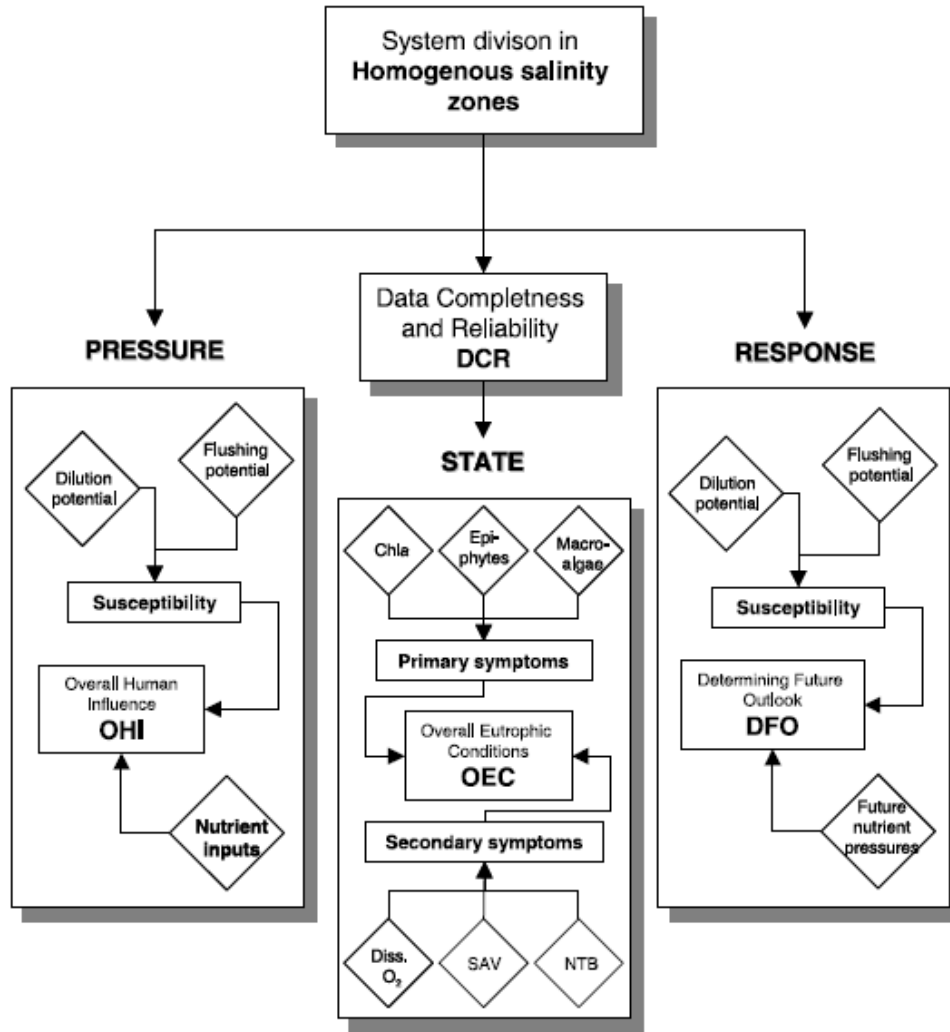 System divison in
Homogenous salinity
zones
Data Completness
and Reliability
DCR
PRESSURE
Dilution
potential
Flushing
potential
Susceptibility
Overall Human
Influence
OHI
Nutrient
inputs
STATE
Chla
Epi-
phytes
Macro-
algae
Primary symptoms
Overall Eutrophic
Conditions
OEC
Secondary symptoms
Diss.
O₂
SAV
NTB
RESPONSE
Dilution
potential
Flushing
potential
Susceptibility
Determining Future
Outlook
DFO
Future
nutrient
pressures